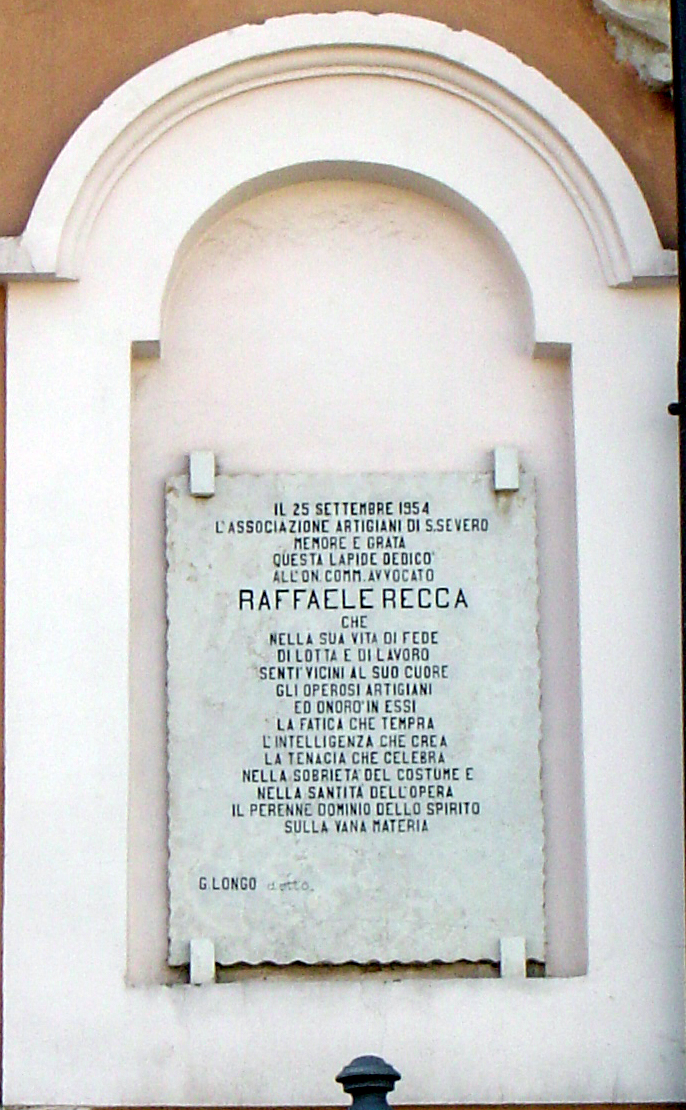 IL 25 SETTEMBRE 1954
L'ASSOCIAZIONE ARTIGIANI DI S.SEVERO
MEMORE E GRATA
QUESTA LAPIDE DEDICO'
ALL'ON.COMM.AVVOCATO
RAFFAELE RECCA
CHE
NELLA SUA VITA DI FEDE
DI LOTTA E DI LAVORO
SENTI' VICINI AL SUO CUORE
GLI OPEROSI ARTIGIANI
ED ONORO' IN ESSI
LA FATICA CHE TEMPRA
L'INTELLIGENZA CHE CREA
LA TENACIA CHE CELEBRA
NELLA SOBRIETA' DEL COSTUME E
NELLA SANTITA' DELL'OPERA
IL PERENNE DOMINIO DELLO SPIRITO
SULLA VANA MATERIA
G.LONGO dettò